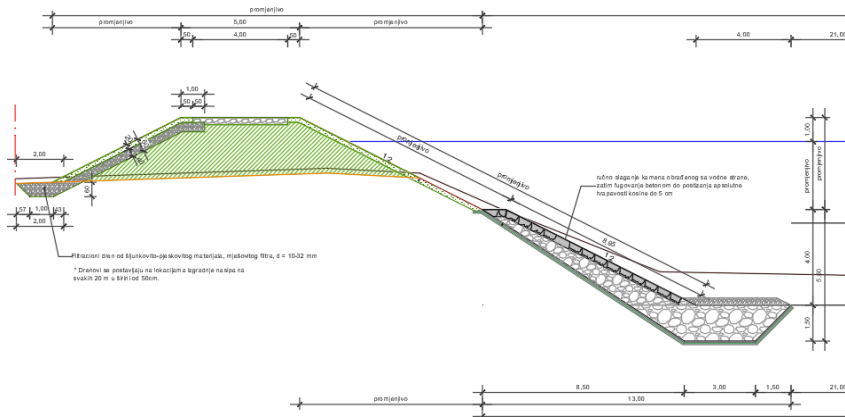 promjenjivo
promjenjivo
5,00
promjenjivo
50
4,00
50
4,00
21,00
1,00
50
50
2,00
1:2
promjenjivo
promjenjivo
1,00
promjenjivo
promjenjivo
60
57
1,00
43
2,00
ručno slaganje kamena obrađenog sa vodne strane,
zatim fugovanje betonom do postizanja apsolutne
hrapavosti kosine do 5 cm
8,95
1:2
4,00
1,50
Filtracioni dren od šljunkovito-pjeskovitog materijala, mješovitog filtra, d = 10-32 mm
* Drenovi se postavljaju na lokacijama izgradnje nasipa na
svakih 20 m u širini od 50cm.
promjenjivo
8,50
3,00
1,50
21,00
13,00